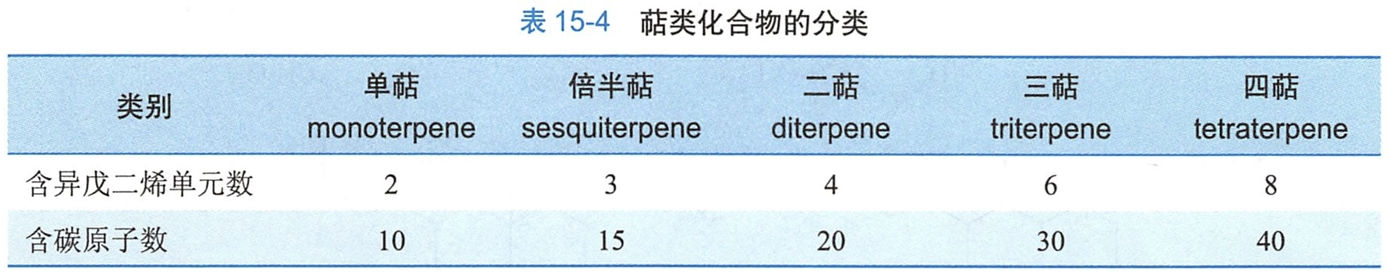 表 15-4 萜类化合物的分类
类别 单萜 倍半萜 二萜 三萜 四萜
monoterpene sesquiterpene diterpene triterpene tetraterpene
含异戊二烯单元数 2 3 4 6 8
含碳原子数 10 15 20 30 40